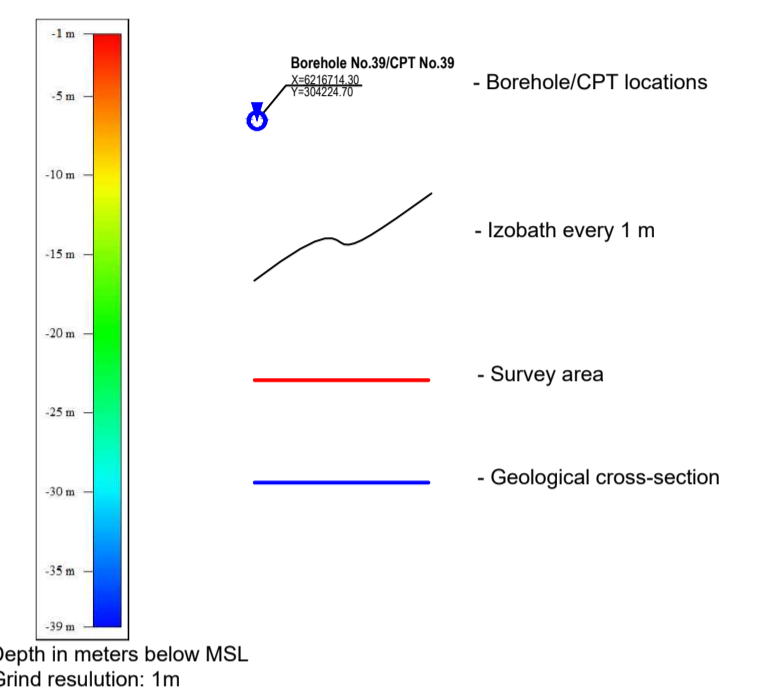 -1 m
-5 m
-10 m
-15 m
-20 m
-25 m
-30 m
-35 m
-39 m
Depth in meters below MSL
Grind resulution: 1m
Borehole No.39/CPT No.39
X=6216714.30
Y=304224.70
- Borehole/CPT locations
- Izobath every 1 m
- Survey area
- Geological cross-section